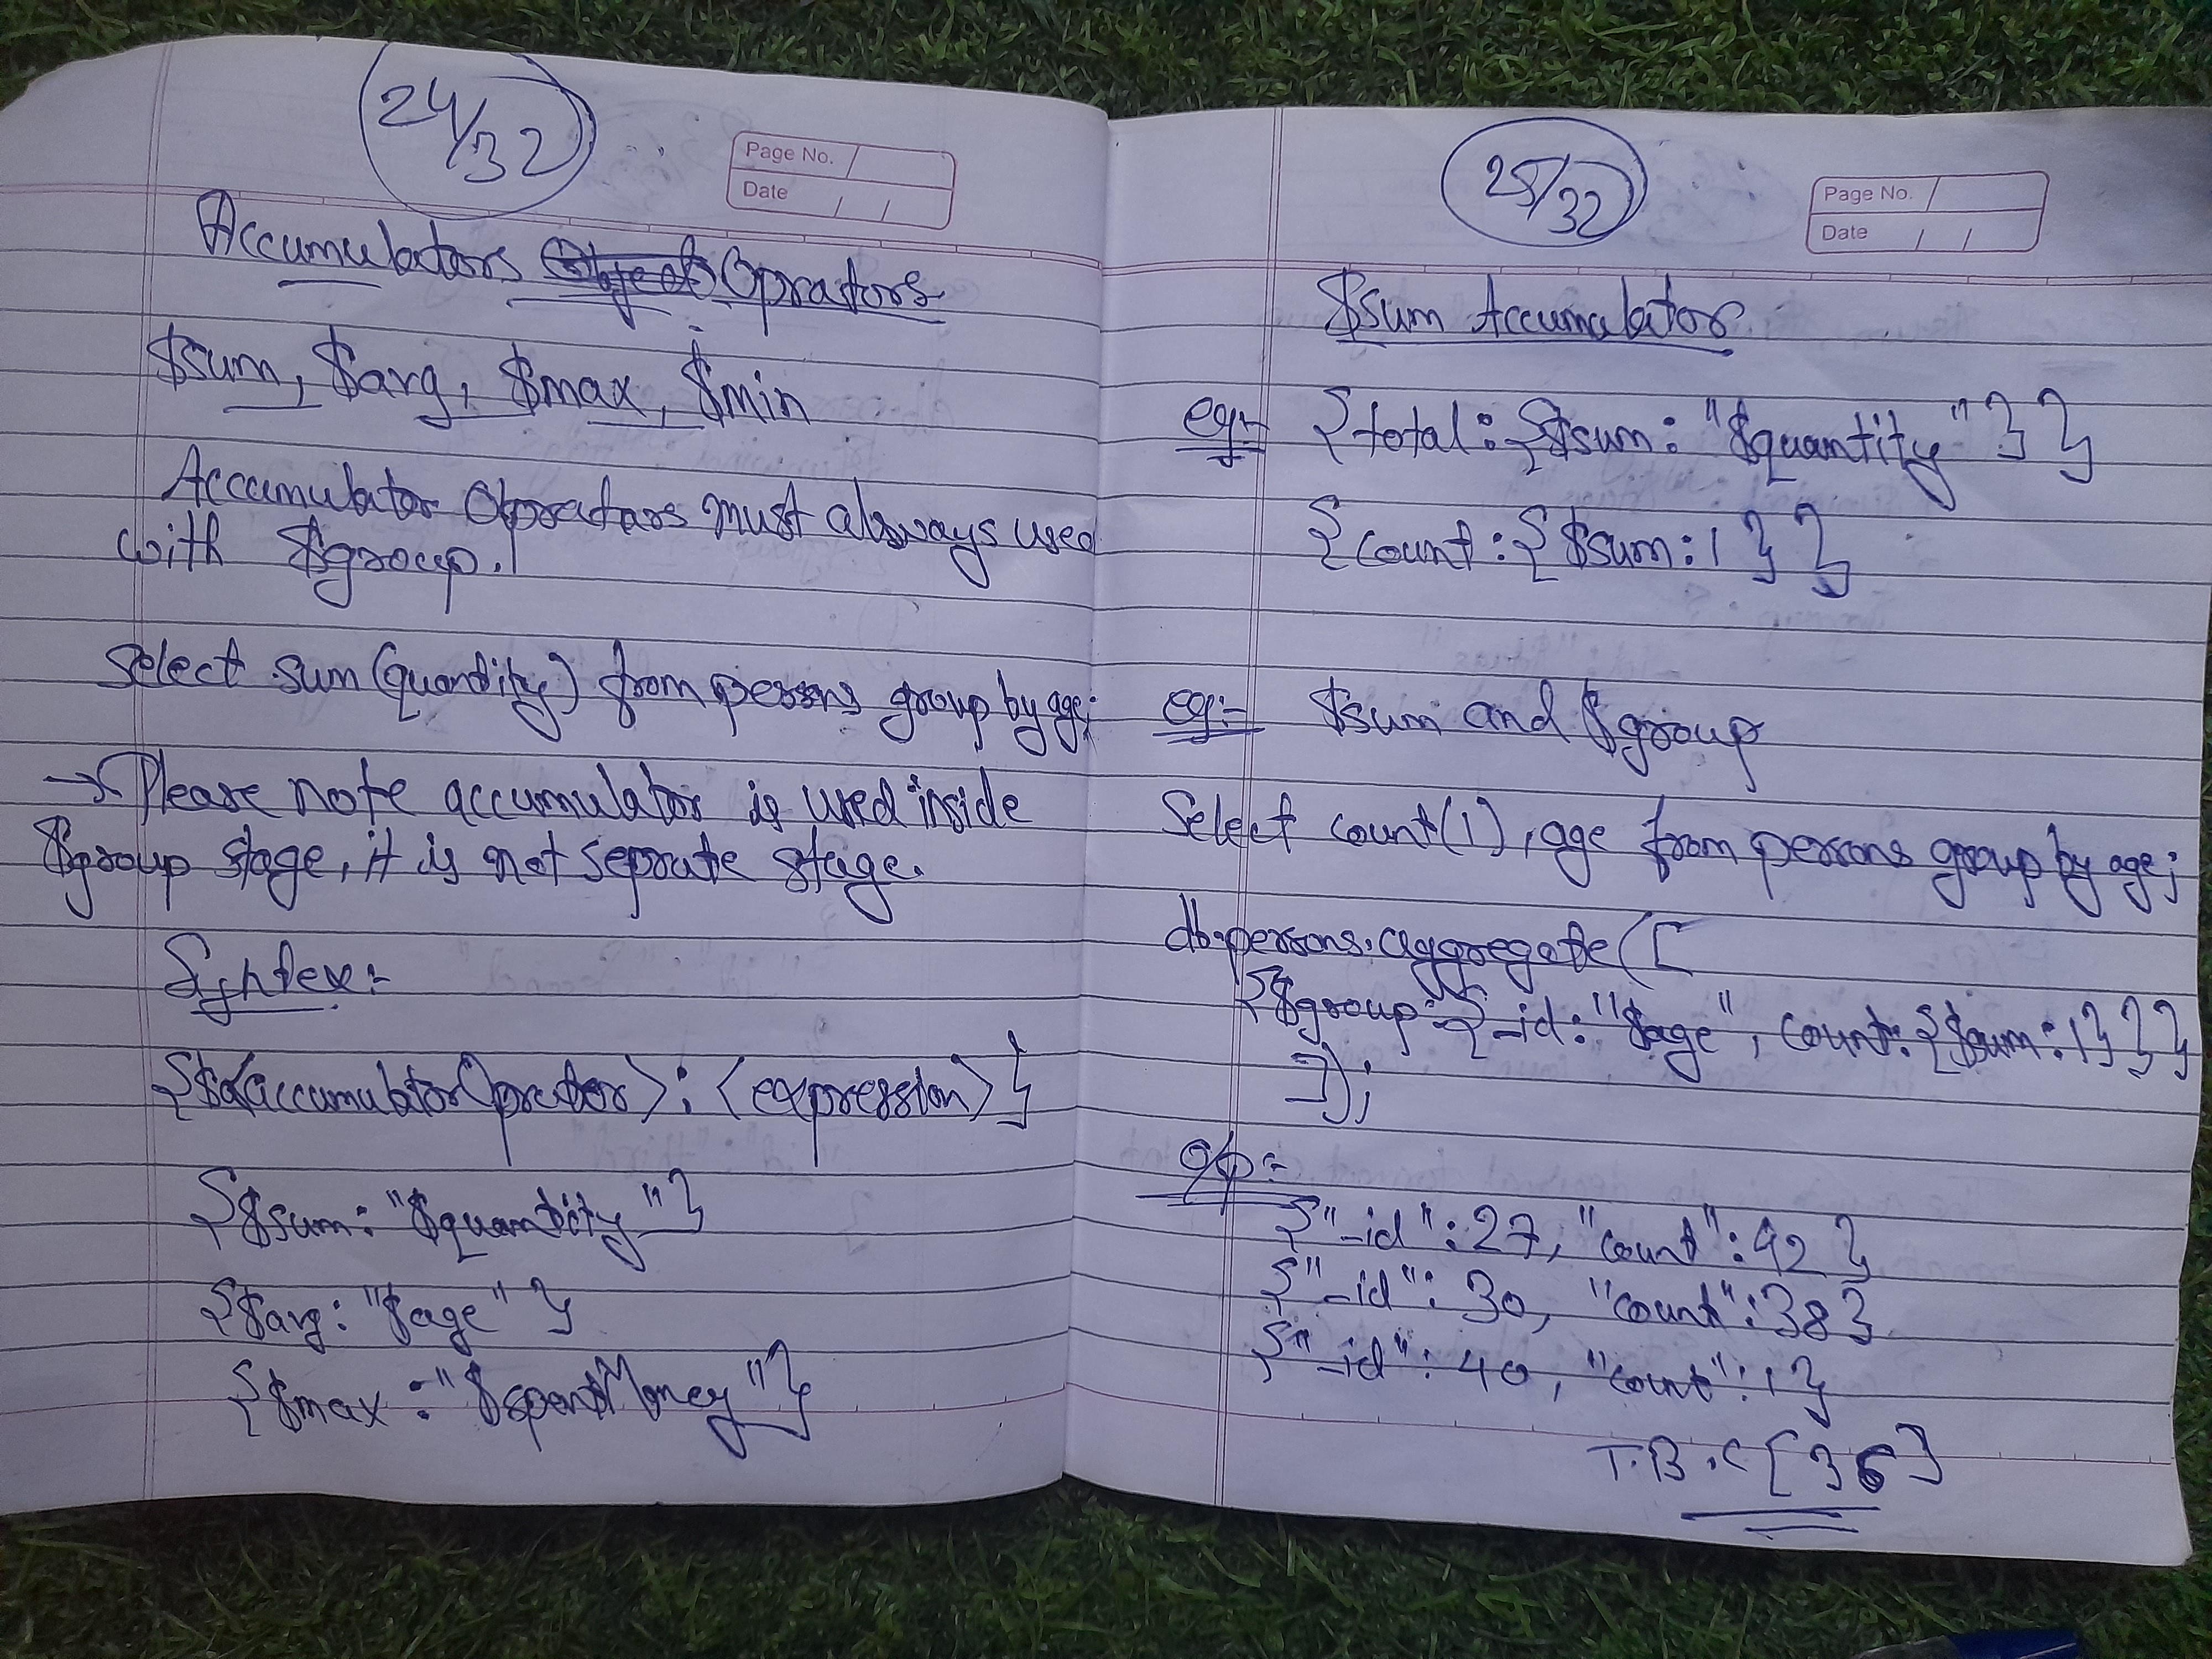 24/32
Page No.
Date / /
Accumulators Oprators
$sum, $avg, $max, $min
Accumulator Opeators must always used
with $group.
Select sum(quantity) from persons group by age;
→ Please note accumulator is used inside
$group stage, it is not separate stage.
Syntex:-
{$<accumulatorOprator>: <expression>}
{$sum: "$quantity"}
{$avg: "$age"}
{$max: "$spentMoney"}
25/32
Page No.
Date / /
$sum Accumulator
eg:- {total: {$sum: "$quantity"}}
{count: {$sum: 1}}
eg:- $sum and $group
Select count(1), age from persons group by age;
db.persons.aggregate([
{$group: {_id: "$age", count: {$sum: 1}}}
]);
o/p:-
{"_id": 27, "count": 42}
{"_id": 30, "count": 38}
{"_id": 40, "count": 1}
T.B.C [36]